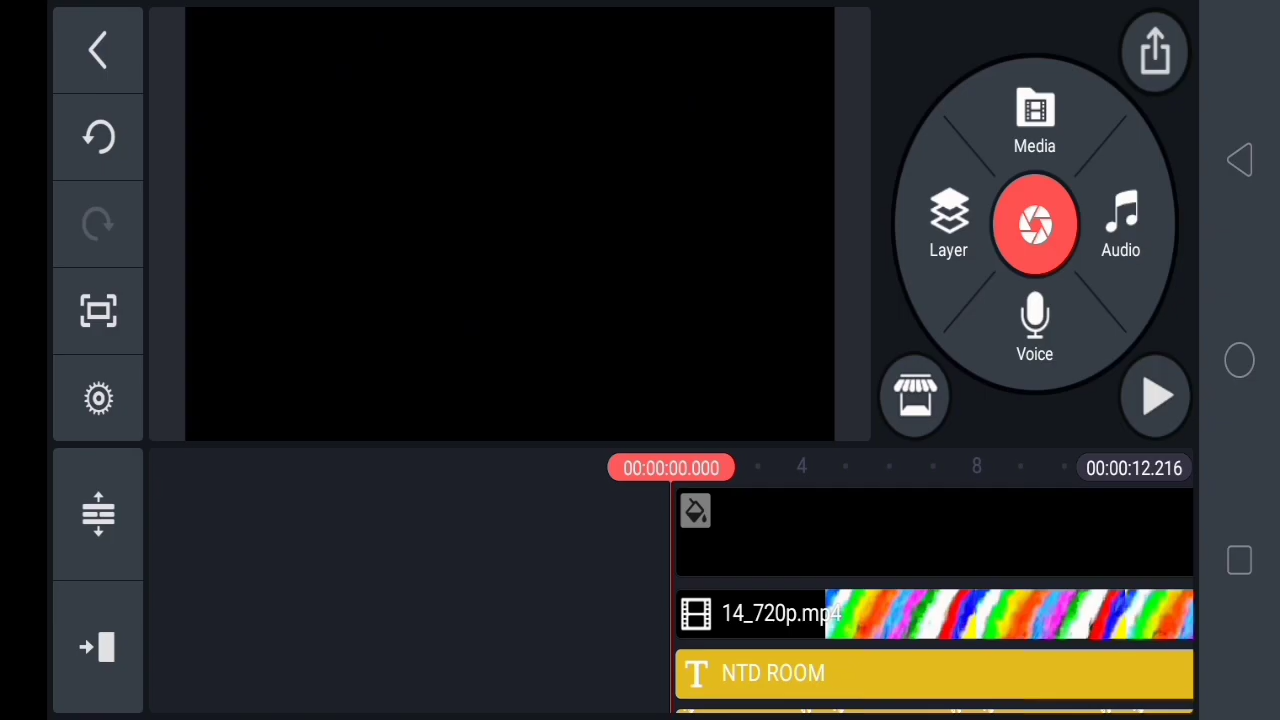 Media
Layer
Audio
Voice
00:00:00.000
4
8
00:00:12.216
14_720p.mp4
T NTD ROOM